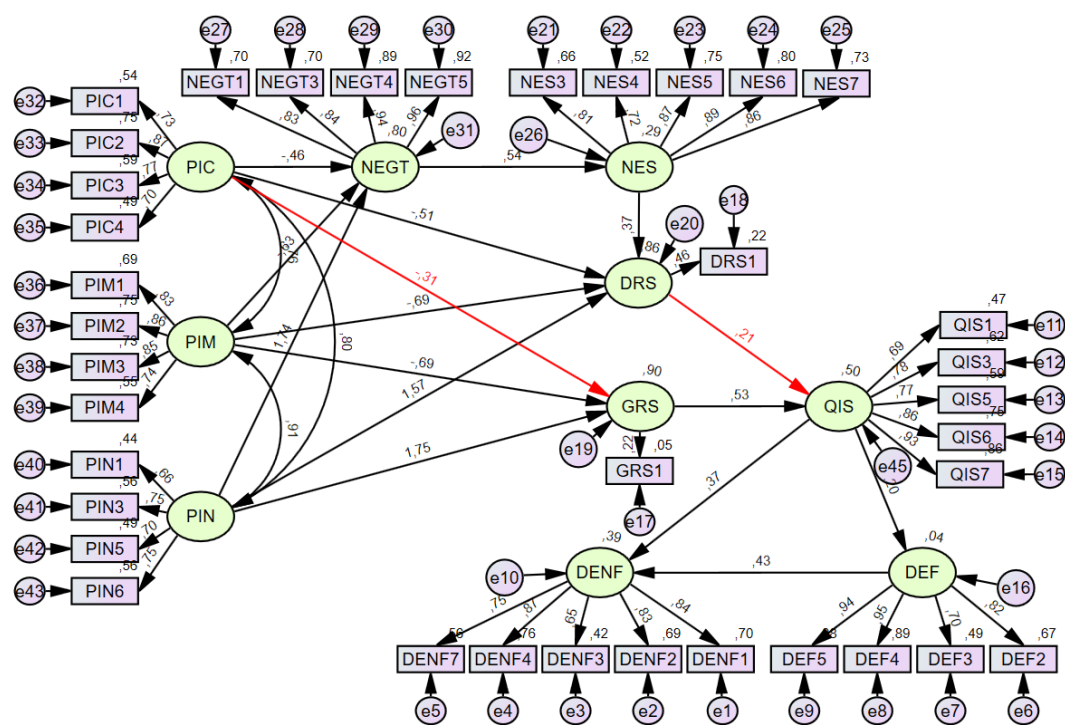 e27 e28 e29 e30 e21 e22 e23 e24 e25
,70 ,70 ,89 ,92 ,66 ,52 ,75 ,80 ,73
NEGT1 NEGT3 NEGT4 NEGT5 NES3 NES4 NES5 NES6 NES7
,83 ,84 ,94 ,96 ,81 ,72 ,87 ,89 ,86
,54
e32 PIC1 ,73
,75
e33 PIC2 ,87
,59
e34 PIC3 ,77
,49
e35 PIC4 ,70
PIC -,46 ,80 NEGT e31 ,54 e26 ,29 NES
-,51 ,37 ,86 e20 e18
,46 DRS1 ,22
DRS
-,31 ,21
,69
e36 PIM1 ,83
,75
e37 PIM2 ,86
,73
e38 PIM3 ,85
,55
e39 PIM4 ,74
PIM -,69
-,69
-,63
1,74 ,80
1,57
,91
,90
GRS ,53 ,50 QIS
e19 ,22 ,05
GRS1
e17
1,75
,47
,69 QIS1 e11
,62
,78 QIS3 e12
,59
,77 QIS5 e13
,75
,86 QIS6 e14
,86
,93 QIS7 e15
e45
,44
e40 PIN1 ,66
,56
e41 PIN3 ,75
,49
e42 PIN5 ,70
,56
e43 PIN6 ,75
PIN
,37
,39 ,04
e10 DENF ,43 DEF e16
,75 ,87 ,65 ,83 ,84 ,94 ,95 ,70 ,82
,56 ,76 ,42 ,69 ,70 ,89 ,49 ,67
DENF7 DENF4 DENF3 DENF2 DENF1 DEF5 DEF4 DEF3 DEF2
e5 e4 e3 e2 e1 e9 e8 e7 e6